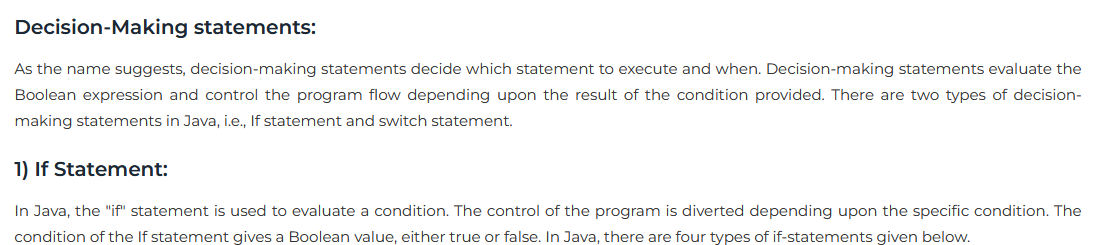 Decision-Making statements:
As the name suggests, decision-making statements decide which statement to execute and when. Decision-making statements evaluate the
Boolean expression and control the program flow depending upon the result of the condition provided. There are two types of decision-
making statements in Java, i.e., If statement and switch statement.
1) If Statement:
In Java, the "if" statement is used to evaluate a condition. The control of the program is diverted depending upon the specific condition. The
condition of the If statement gives a Boolean value, either true or false. In Java, there are four types of if-statements given below.